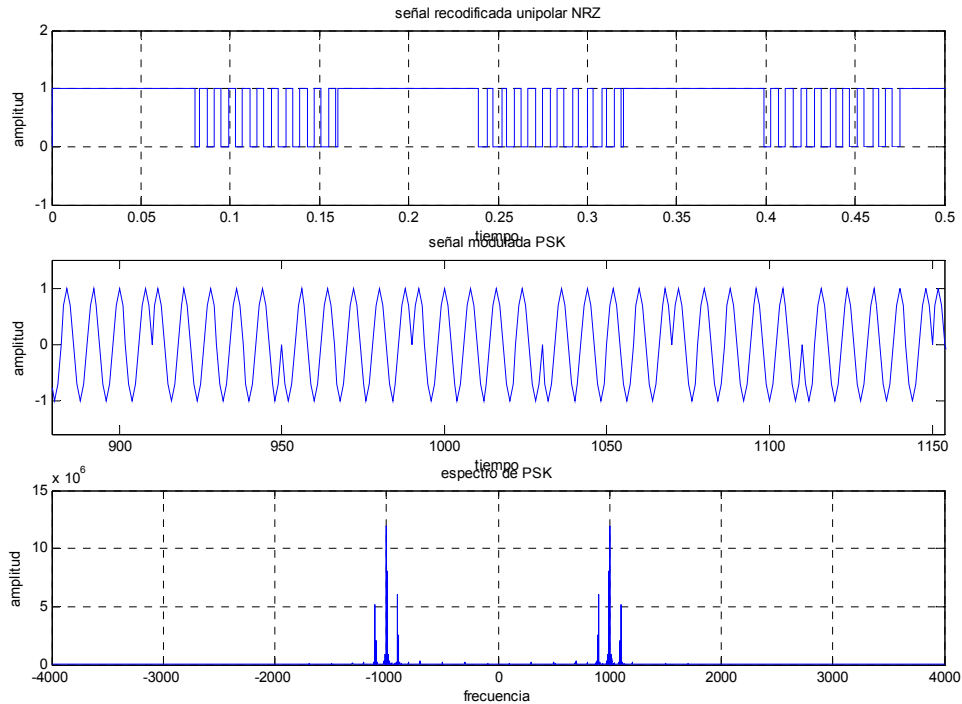 señal recodificada unipolar NRZ
2
1
0
-1
amplitud
0 0.05 0.1 0.15 0.2 0.25 0.3 0.35 0.4 0.45 0.5
tiempo
señal modulada PSK
1
0
-1
amplitud
900 950 1000 1050 1100 1150
tiempo
espectro de PSK
x 10^6
15
10
5
0
amplitud
-4000 -3000 -2000 -1000 0 1000 2000 3000 4000
frecuencia